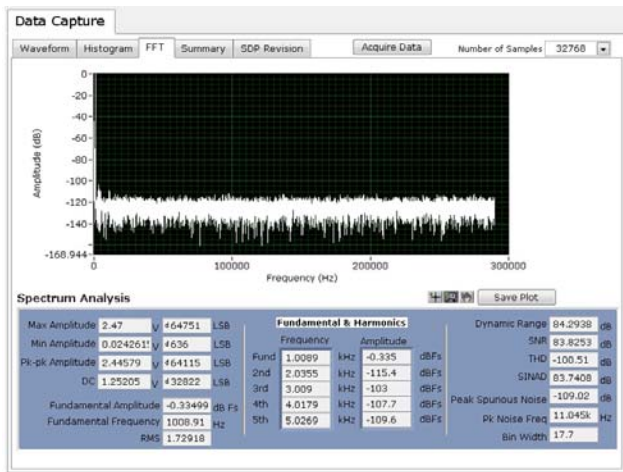 Data Capture
Waveform Histogram FFT Summary SDP Revision Acquire Data Number of Samples 32768
Amplitude (dB)
0
-20
-40
-60
-80
-100
-120
-140
-168.944
0 100000 200000 300000
Frequency (Hz)
Spectrum Analysis Save Plot
Max Amplitude 2.47 V #64751 LSB
Min Amplitude 0.0242615 V #636 LSB
Pk-pk Amplitude 2.44579 V #64115 LSB
DC 1.25205 V #32822 LSB
Fundamental Amplitude -0.33499 dB Fs
Fundamental Frequency 1008.91 Hz
RMS 1.72918
Fundamental & Harmonics
Frequency Amplitude
Fund 1.0089 kHz -0.335 dBFs
2nd 2.0355 kHz -115.4 dBFs
3rd 3.009 kHz -103 dBFs
4th 4.0179 kHz -107.7 dBFs
5th 5.0269 kHz -109.6 dBFs
Dynamic Range 84.2938 dB
SNR 83.8253 dB
THD -100.51 dB
SINAD 83.7408 dB
Peak Spurious Noise -109.02 dB
Pk Noise Freq 11.045k Hz
Bin Width 17.7